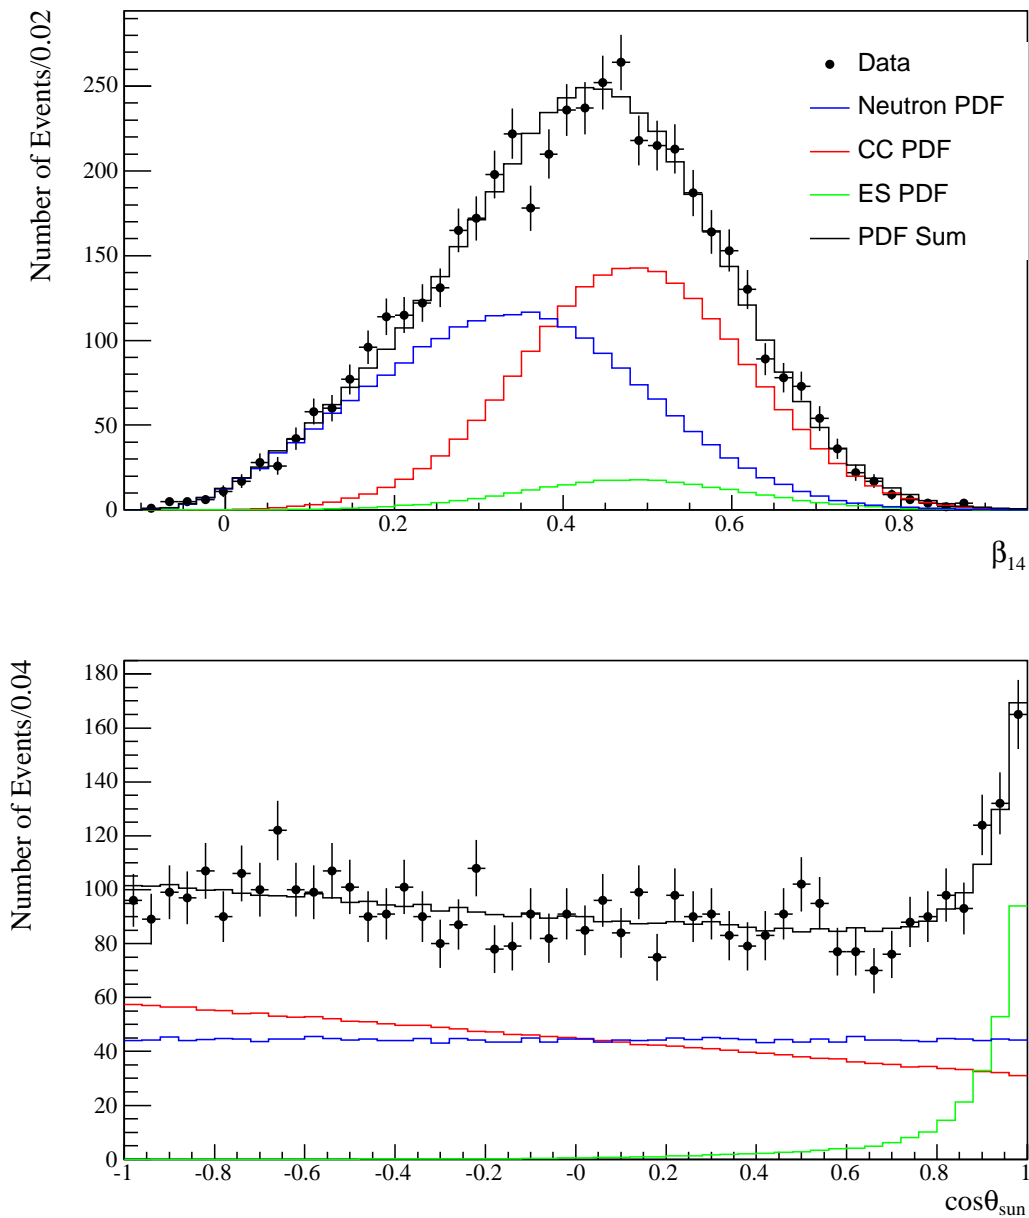 Number of Events/0.02
250
200
150
100
50
0
Data
Neutron PDF
CC PDF
ES PDF
PDF Sum
0 0.2 0.4 0.6 0.8
β14
Number of Events/0.04
180
160
140
120
100
80
60
40
20
0
-1 -0.8 -0.6 -0.4 -0.2 -0 0.2 0.4 0.6 0.8 1
cosθsun